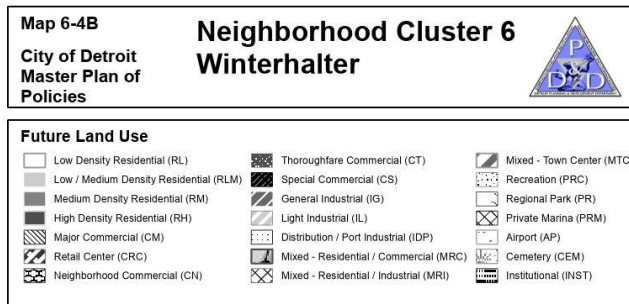 Map 6-4B
City of Detroit
Master Plan of
Policies
Neighborhood Cluster 6
Winterhalter
P
&
D D
Future Land Use
Low Density Residential (RL)
Low / Medium Density Residential (RLM)
Medium Density Residential (RM)
High Density Residential (RH)
Major Commercial (CM)
Retail Center (CRC)
Neighborhood Commercial (CN)
Thoroughfare Commercial (CT)
Special Commercial (CS)
General Industrial (IG)
Light Industrial (IL)
Distribution / Port Industrial (IDP)
Mixed - Residential / Commercial (MRC)
Mixed - Residential / Industrial (MRI)
Mixed - Town Center (MTC
Recreation (PRC)
Regional Park (PR)
Private Marina (PRM)
Airport (AP)
Cemetery (CEM)
Institutional (INST)